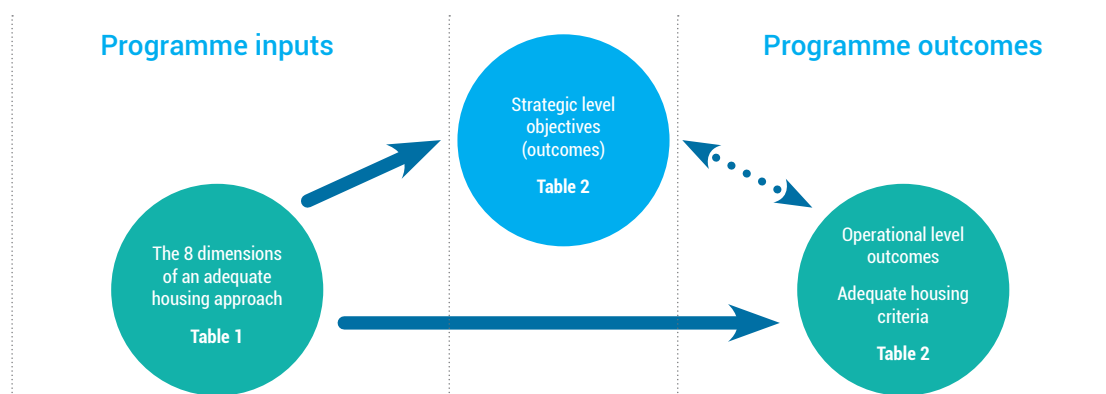 Programme inputs
Programme outcomes
Strategic level
objectives
(outcomes)
Table 2
The 8 dimensions
of an adequate
housing approach
Table 1
Operational level
outcomes
Adequate housing
criteria
Table 2